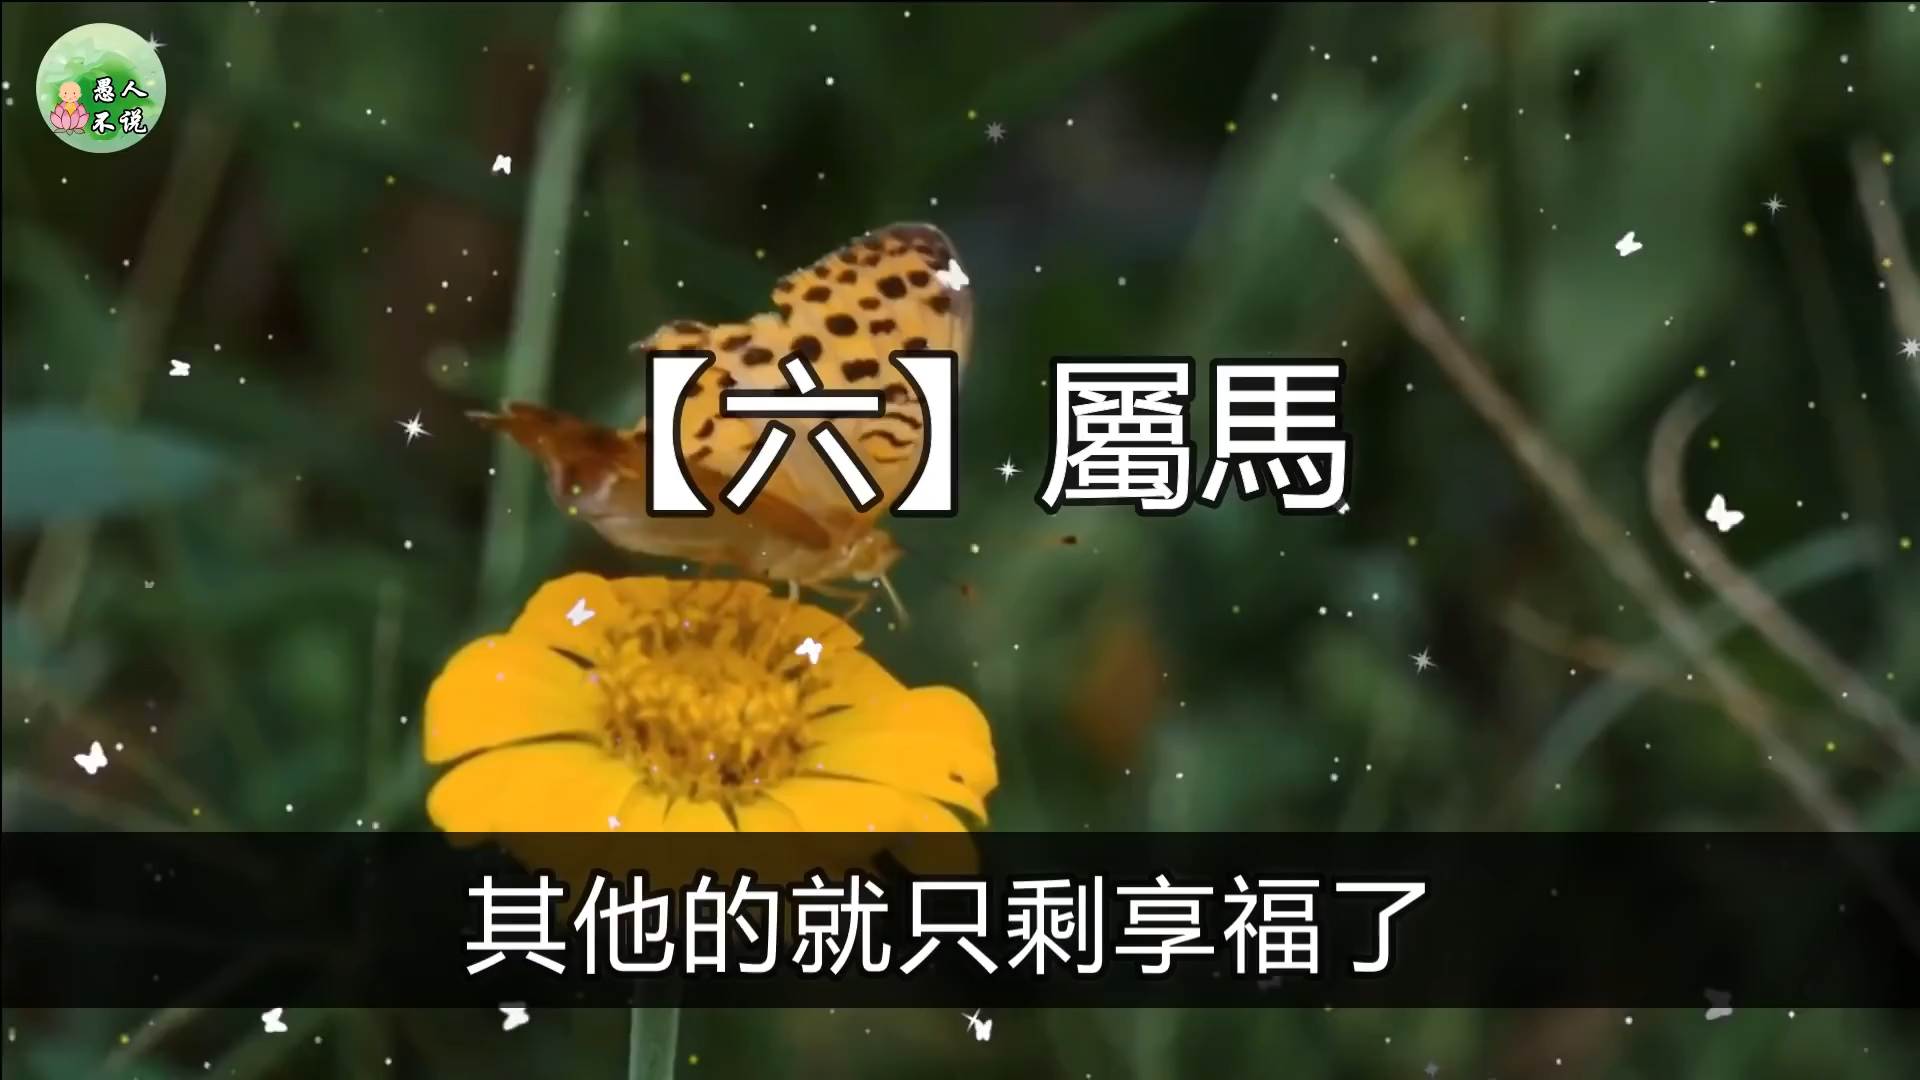 愚人
不说
【六】屬馬
其他的就只剩享福了